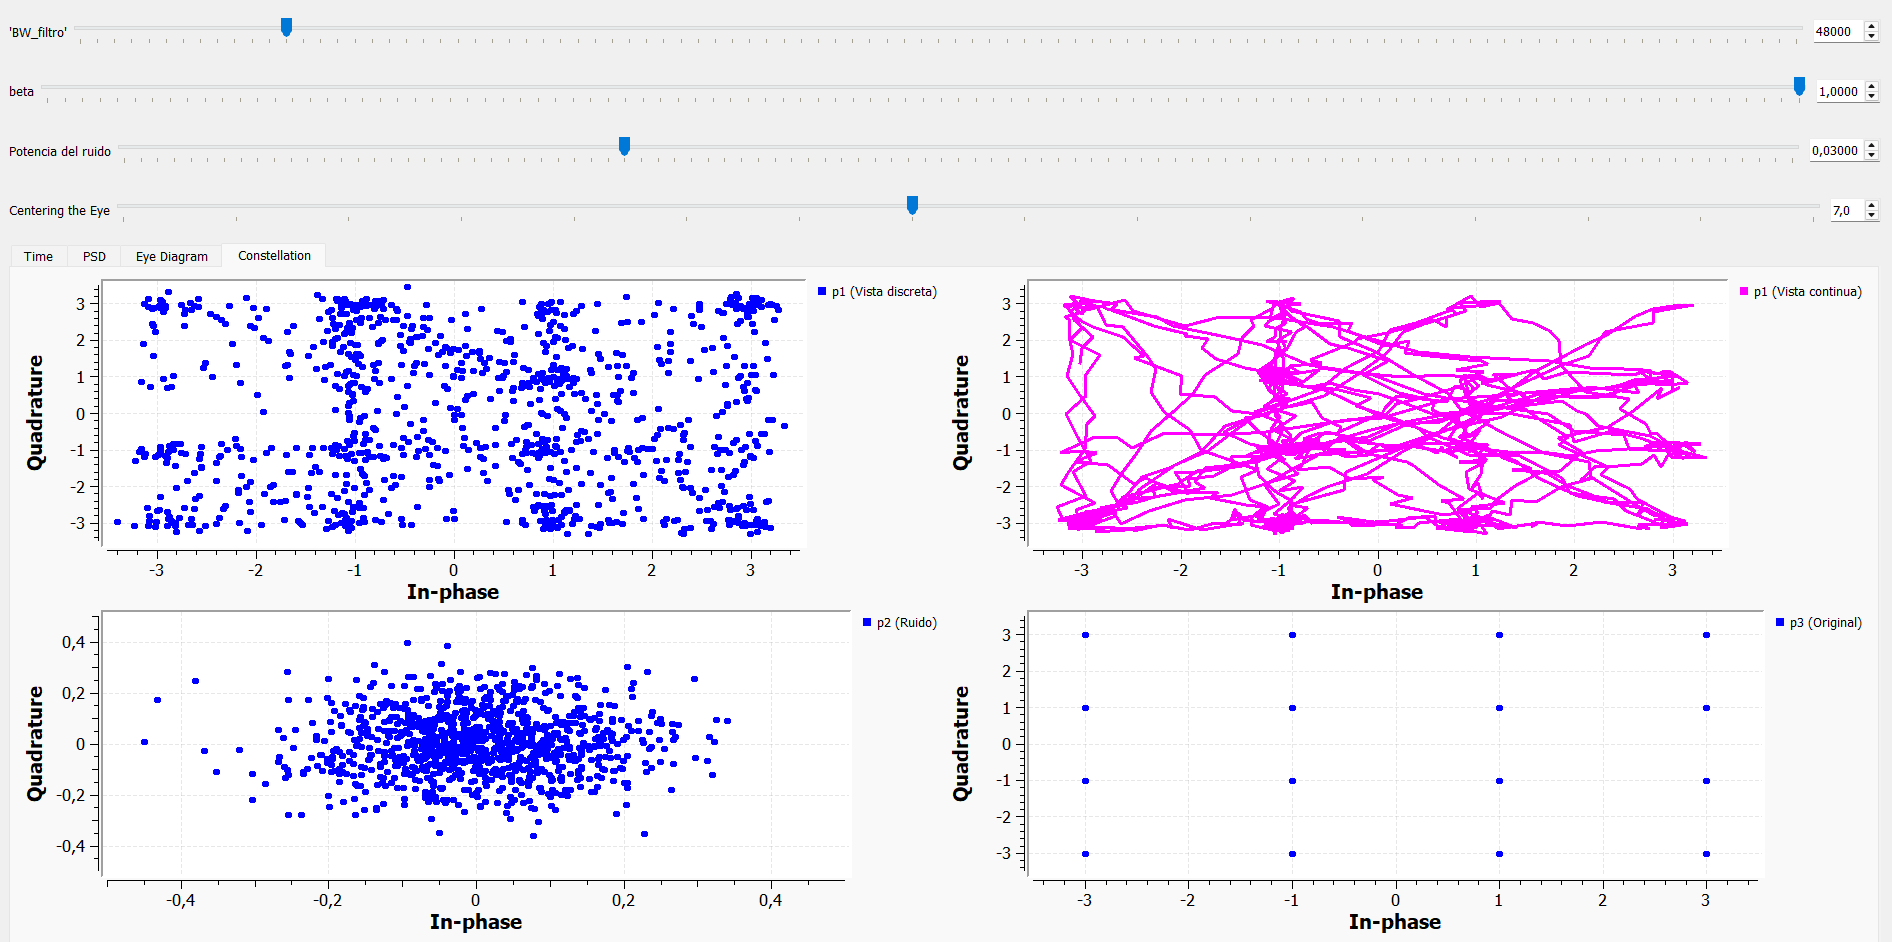 'BW_filtro' 48000
beta 1,0000
Potencia del ruido 0,03000
Centering the Eye 7,0
Time PSD Eye Diagram Constellation
p1 (Vista discreta)
Quadrature
3
2
1
0
-1
-2
-3
-3 -2 -1 0 1 2 3
In-phase
p1 (Vista continua)
Quadrature
3
2
1
0
-1
-2
-3
-3 -2 -1 0 1 2 3
In-phase
p2 (Ruido)
Quadrature
0,4
0,2
0
-0,2
-0,4
-0,4 -0,2 0 0,2 0,4
In-phase
p3 (Original)
Quadrature
3
2
1
0
-1
-2
-3
-3 -2 -1 0 1 2 3
In-phase